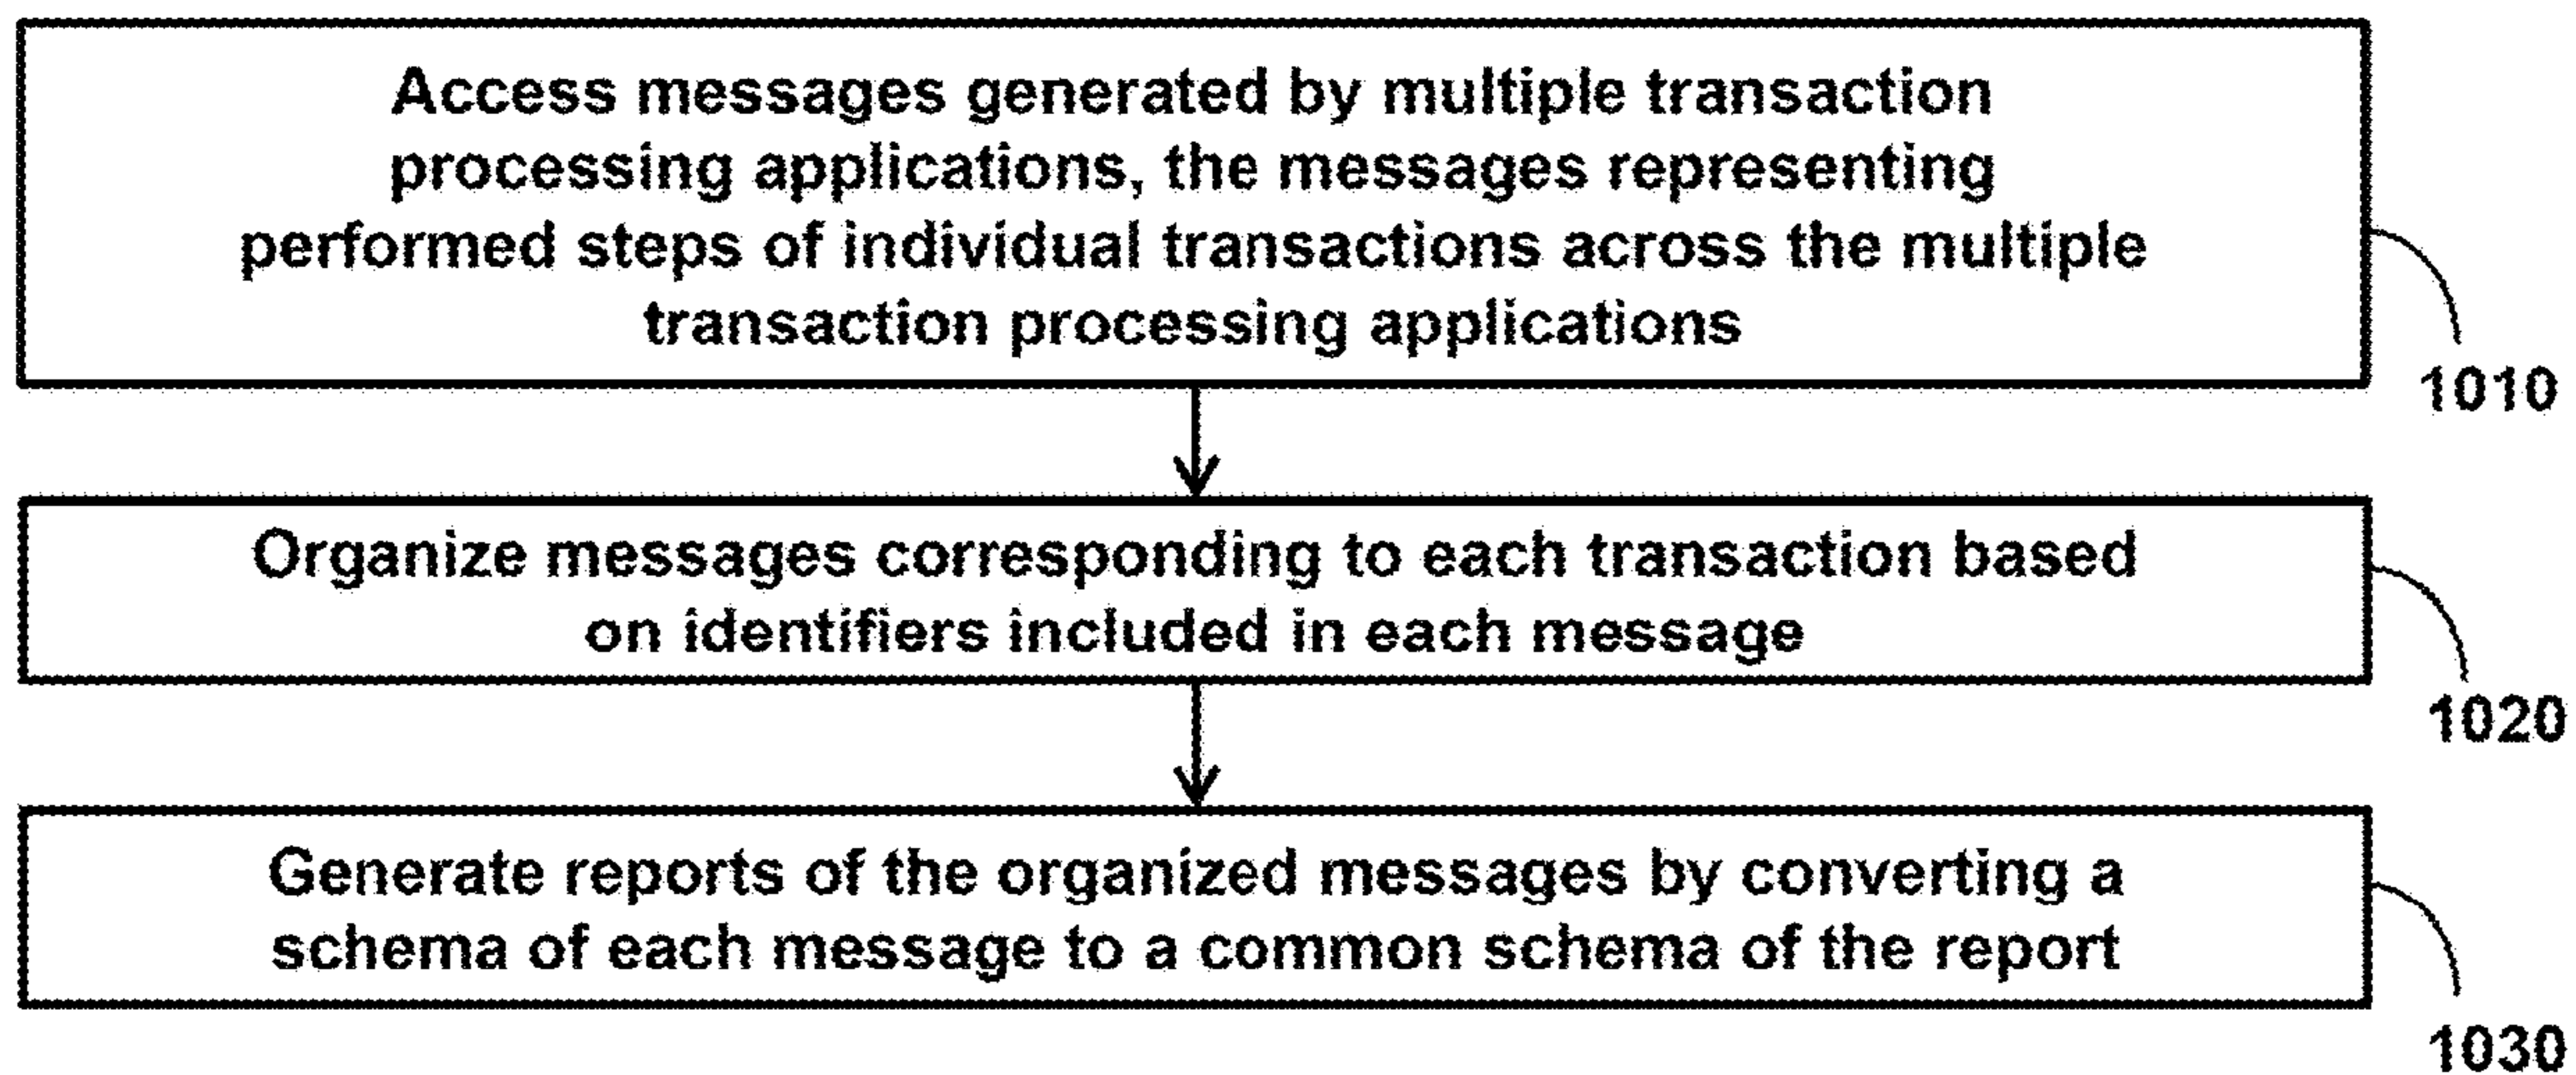 Access messages generated by multiple transaction
processing applications, the messages representing
performed steps of individual transactions across the multiple
transaction processing applications
1010
Organize messages corresponding to each transaction based
on identifiers included in each message
1020
Generate reports of the organized messages by converting a
schema of each message to a common schema of the report
1030